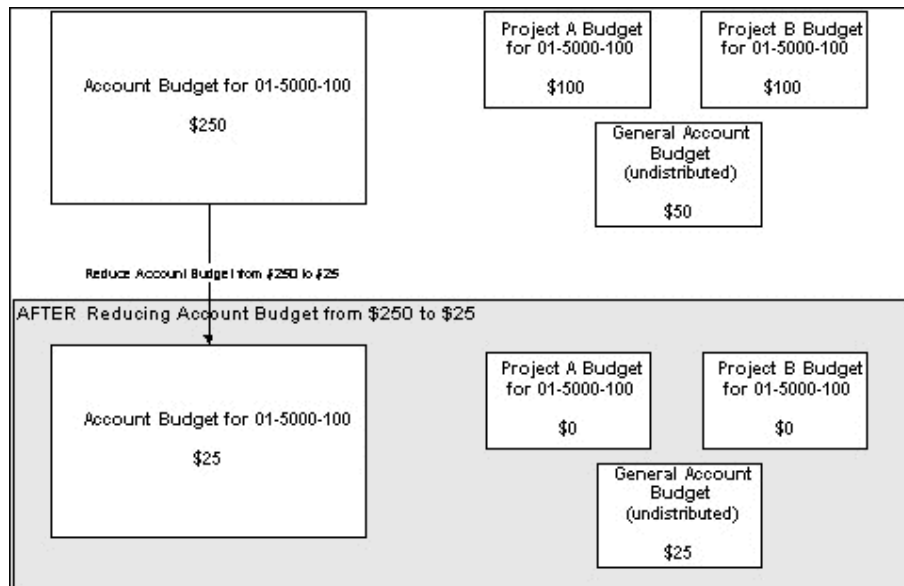 Account Budget for 01-5000-100
$250
Project A Budget
for 01-5000-100
$100
Project B Budget
for 01-5000-100
$100
General Account
Budget
(undistributed)
$50
Reduce Account Budget from $250 to $25
AFTER Reducing Account Budget from $250 to $25
Account Budget for 01-5000-100
$25
Project A Budget
for 01-5000-100
$0
Project B Budget
for 01-5000-100
$0
General Account
Budget
(undistributed)
$25